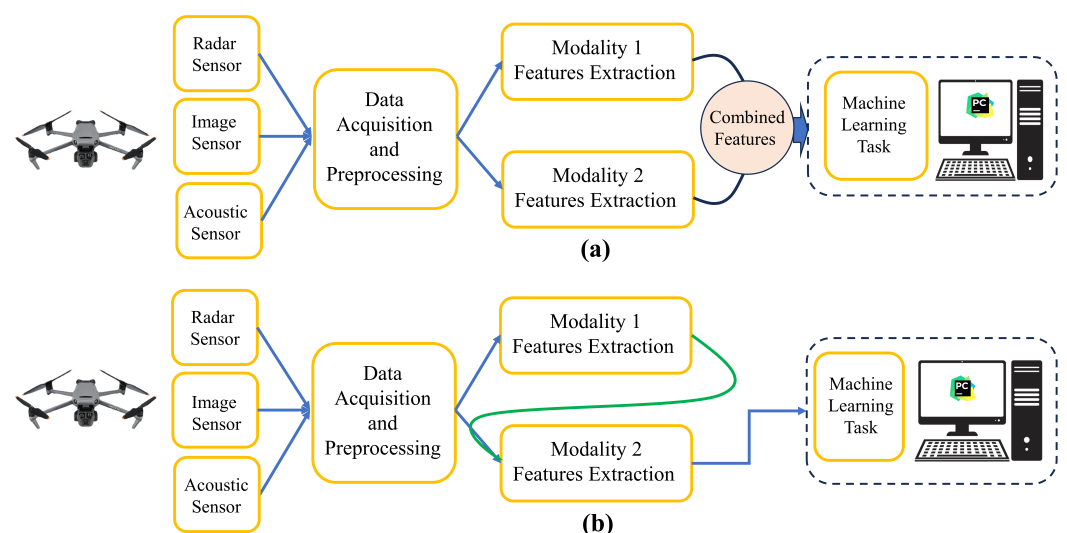 Radar
Sensor
Image
Sensor
Acoustic
Sensor
Data
Acquisition
and
Preprocessing
Modality 1
Features Extraction
Modality 2
Features Extraction
Combined
Features
Machine
Learning
Task
PC
(a)
Radar
Sensor
Image
Sensor
Acoustic
Sensor
Data
Acquisition
and
Preprocessing
Modality 1
Features Extraction
Modality 2
Features Extraction
Machine
Learning
Task
PC
(b)